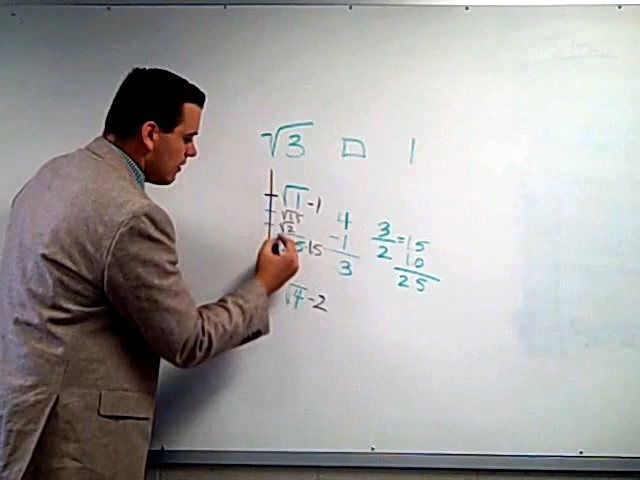 √3 □ 1
√1 - 1
√1.5
√2
4
- 1
3
3/2 = 1.5
1.0
2.5
1.5
√4 - 2